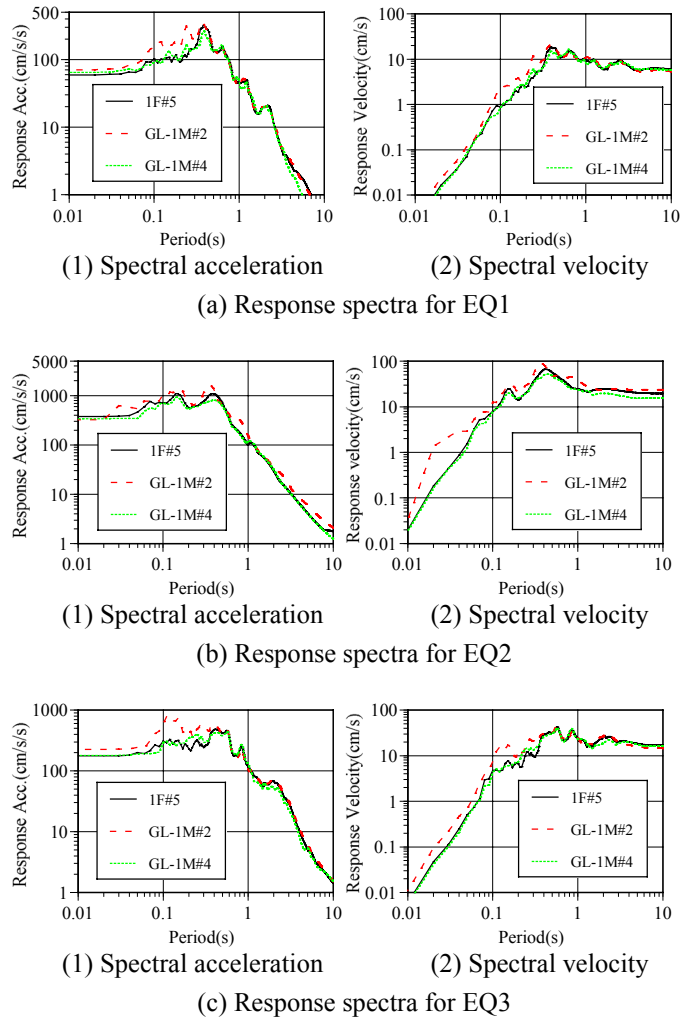 500
100
10
1
Response Acc.(cm/s/s)
1F#5
GL-1M#2
GL-1M#4
0.01 0.1 1 10
Period(s)
100
10
1
0.1
0.01
Response Velocity(cm/s)
1F#5
GL-1M#2
GL-1M#4
0.01 0.1 1 10
Period(s)
(1) Spectral acceleration (2) Spectral velocity
(a) Response spectra for EQ1
5000
1000
100
10
1
Response Acc.(cm/s/s)
1F#5
GL-1M#2
GL-1M#4
0.01 0.1 1 10
Period(s)
100
10
1
0.1
0.01
Response velocity(cm/s)
1F#5
GL-1M#2
GL-1M#4
0.01 0.1 1 10
Period(s)
(1) Spectral acceleration (2) Spectral velocity
(b) Response spectra for EQ2
1000
100
10
1
Response Acc.(cm/s/s)
1F#5
GL-1M#2
GL-1M#4
0.01 0.1 1 10
Period(s)
100
10
1
0.1
0.01
Response Velocity(cm/s)
1F#5
GL-1M#2
GL-1M#4
0.01 0.1 1 10
Period(s)
(1) Spectral acceleration (2) Spectral velocity
(c) Response spectra for EQ3